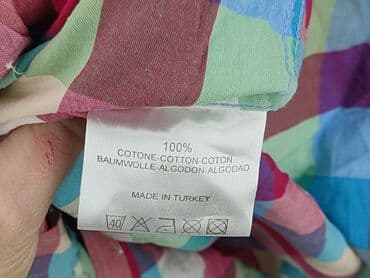 100%
COTONE-COTTON-COTON
BAUMWOLLE-ALGODON-ALGODAO
MADE IN TURKEY
40